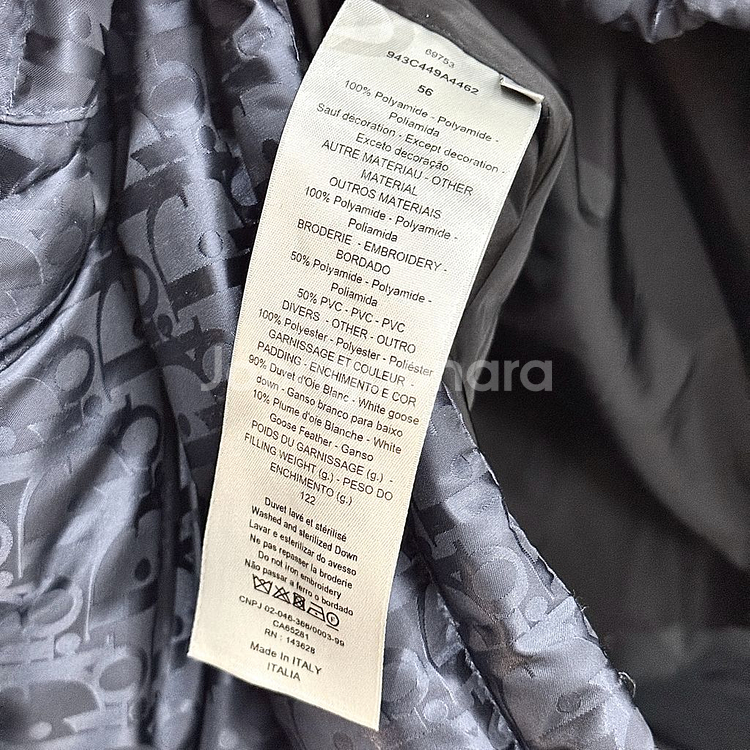 69753
943C449A4462
56
100% Polyamide - Polyamide -
Poliamida
Sauf décoration - Except decoration -
Exceto decoração
AUTRE MATERIAU - OTHER
MATERIAL
OUTROS MATERIAIS
100% Polyamide - Polyamide -
Poliamida
BRODERIE - EMBROIDERY -
BORDADO
50% Polyamide - Polyamide -
Poliamida
50% PVC - PVC - PVC
DIVERS - OTHER - OUTRO
100% Polyester - Polyester - Poliéster
GARNISSAGE ET COULEUR -
PADDING - ENCHIMENTO E COR
90% Duvet d'Oie Blanc - White goose
down - Ganso branco para baixo
10% Plume d'oie Blanche - White
Goose Feather - Ganso
POIDS DU GARNISSAGE (g.) -
FILLING WEIGHT (g.) - PESO DO
ENCHIMENTO (g.)
122
Duvet lavé et stérilisé
Washed and sterilized Down
Lavar e esterilizar do avesso
Ne pas repasser la broderie
Do not iron embroidery
Não passar a ferro o bordado
CNPJ 02-046-366/0003-99
CA65281
RN : 143628
Made In ITALY
ITALIA